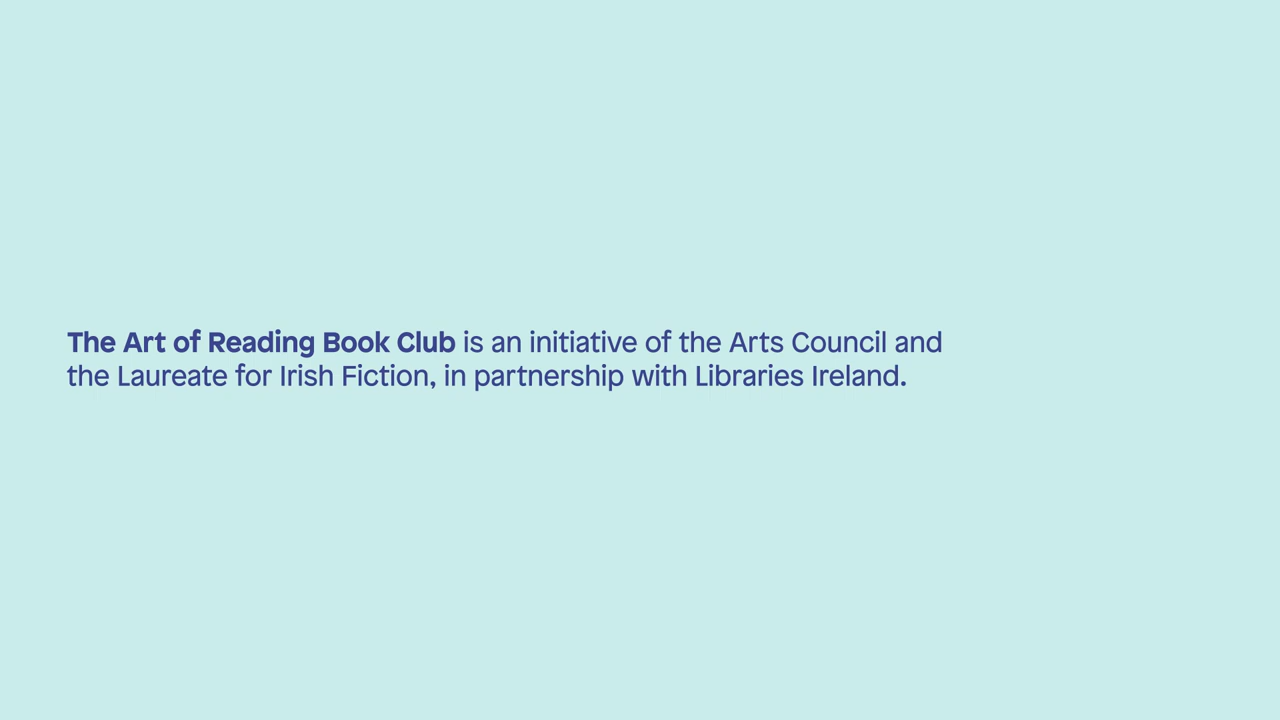 The Art of Reading Book Club is an initiative of the Arts Council and
the Laureate for Irish Fiction, in partnership with Libraries Ireland.